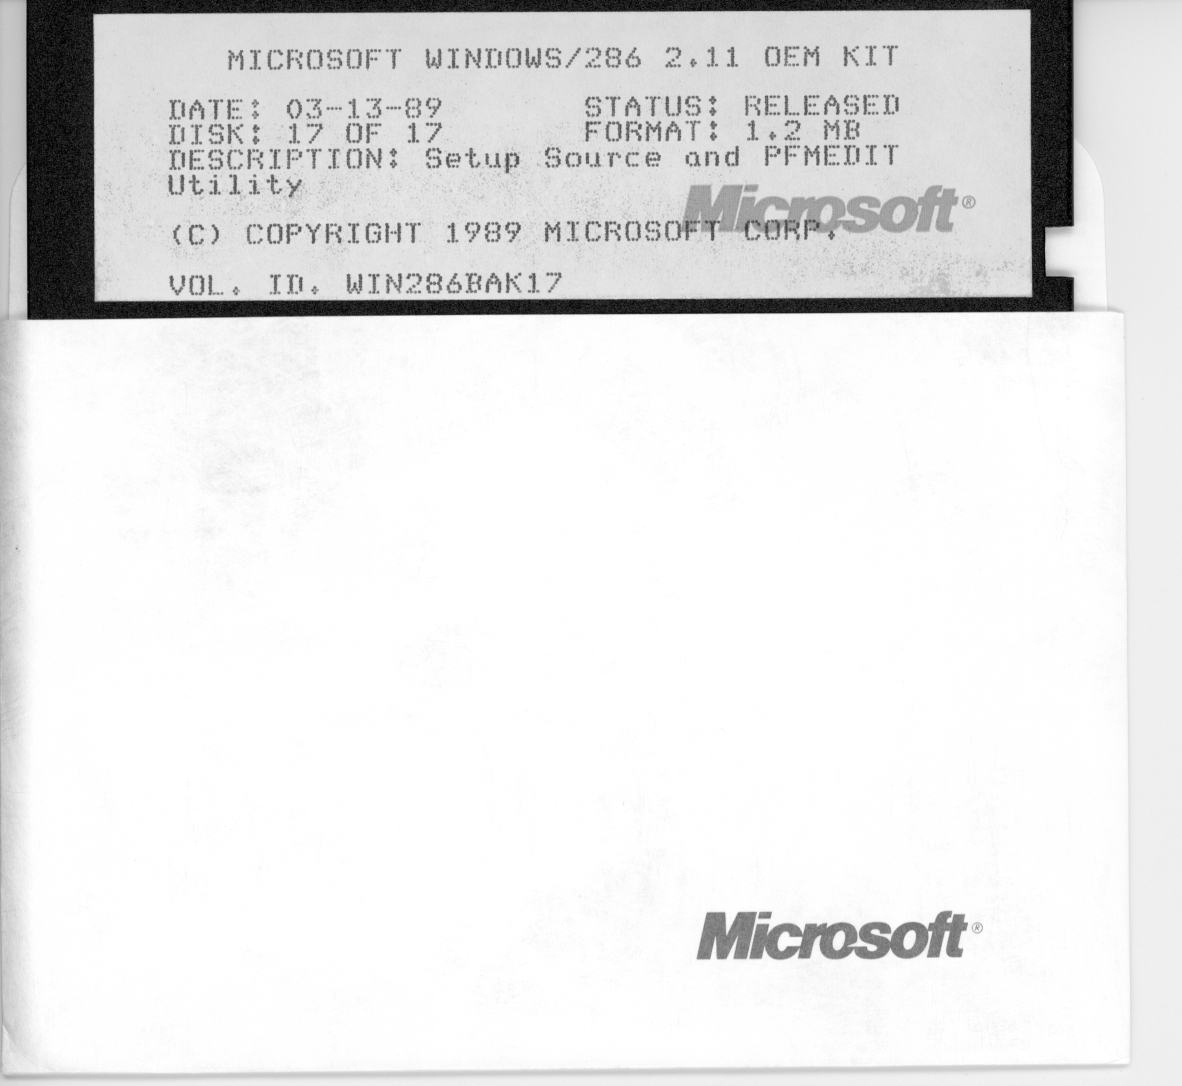 MICROSOFT WINDOWS/286 2.11 OEM KIT
DATE: 03-13-89 STATUS: RELEASED
DISK: 17 OF 17 FORMAT: 1.2 MB
DESCRIPTION: Setup Source and PFMEDIT
Utility
Microsoft®
(C) COPYRIGHT 1989 MICROSOFT CORP.
VOL. ID. WIN286BAK17
Microsoft®